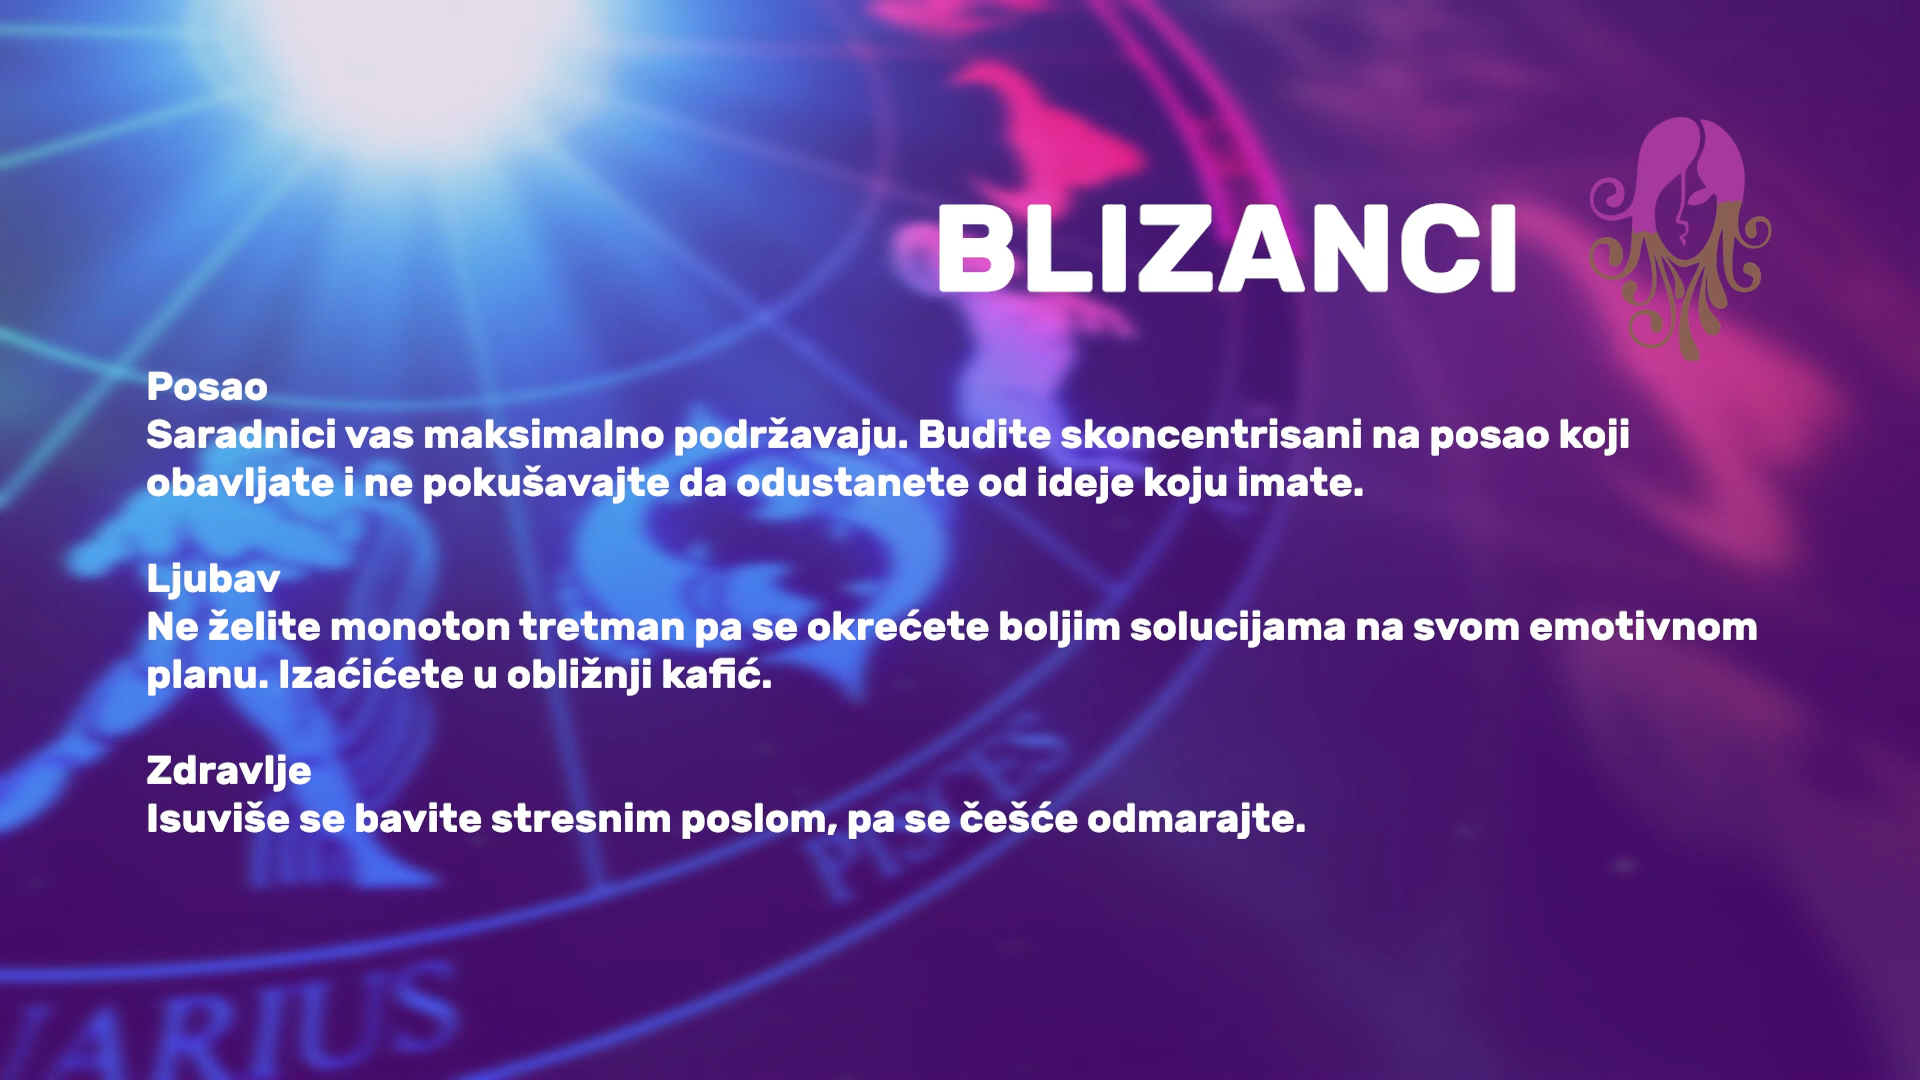 BLIZANCI
Posao
Saradnici vas maksimalno podržavaju. Budite skoncentrisani na posao koji
obavljate i ne pokušavajte da odustanete od ideje koju imate.
Ljubav
Ne želite monoton tretman pa se okrećete boljim solucijama na svom emotivnom
planu. Izaćićete u obližnji kafić.
Zdravlje
Isuviše se bavite stresnim poslom, pa se češće odmarajte.
PISCES
UARIUS